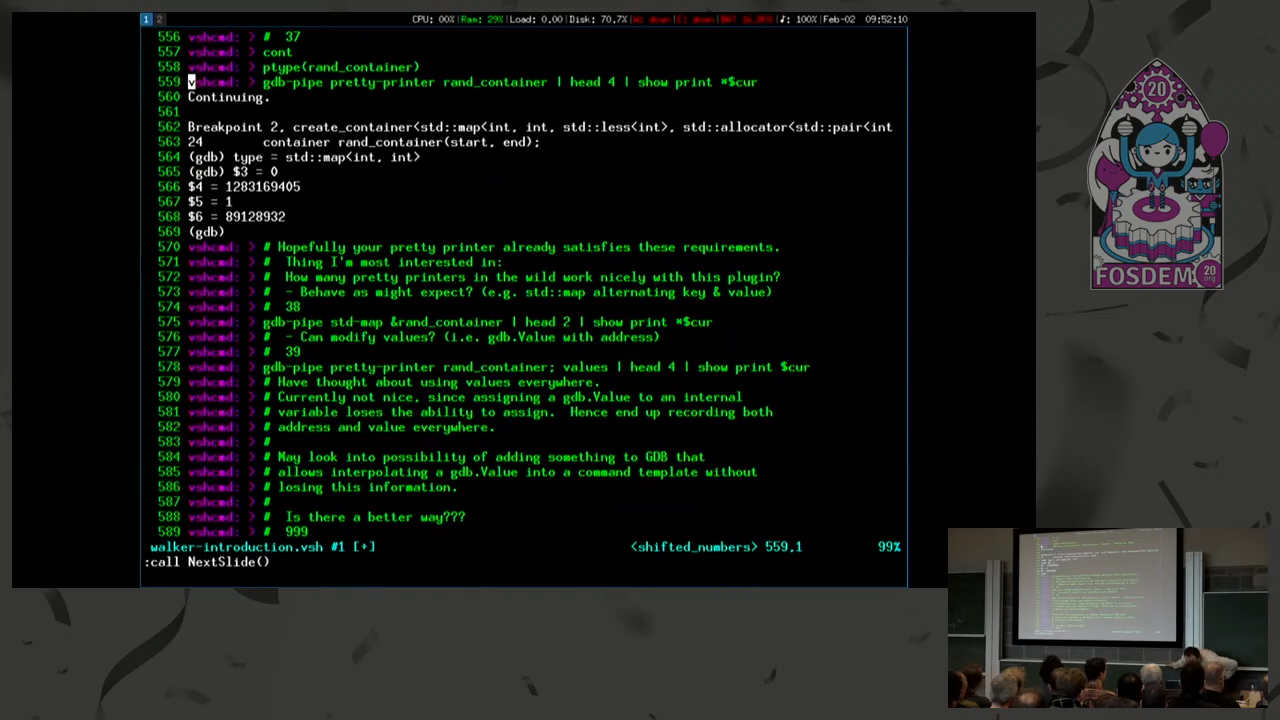 1 2
CPU: 00%|Ram: 29%|Load: 0.00|Disk: 70.7%|W: down|E: down|BAT 16.80%|♪: 100%|Feb-02 09:52:10
556 vshcmd: > # 37
557 vshcmd: > cont
558 vshcmd: > ptype(rand_container)
559 vshcmd: > gdb-pipe pretty-printer rand_container | head 4 | show print *$cur
560 Continuing.
561
562 Breakpoint 2, create_container<std::map<int, int, std::less<int>, std::allocator<std::pair<int
563 24 container rand_container(start, end);
564 (gdb) type = std::map<int, int>
565 (gdb) $3 = 0
566 $4 = 1283169405
567 $5 = 1
568 $6 = 89128932
569 (gdb)
570 vshcmd: > # Hopefully your pretty printer already satisfies these requirements.
571 vshcmd: > # Thing I'm most interested in:
572 vshcmd: > # How many pretty printers in the wild work nicely with this plugin?
573 vshcmd: > # - Behave as might expect? (e.g. std::map alternating key & value)
574 vshcmd: > # 38
575 vshcmd: > gdb-pipe std-map &rand_container | head 2 | show print *$cur
576 vshcmd: > # - Can modify values? (i.e. gdb.Value with address)
577 vshcmd: > # 39
578 vshcmd: > gdb-pipe pretty-printer rand_container; values | head 4 | show print $cur
579 vshcmd: > # Have thought about using values everywhere.
580 vshcmd: > # Currently not nice, since assigning a gdb.Value to an internal
581 vshcmd: > # variable loses the ability to assign. Hence end up recording both
582 vshcmd: > # address and value everywhere.
583 vshcmd: > #
584 vshcmd: > # May look into possibility of adding something to GDB that
585 vshcmd: > # allows interpolating a gdb.Value into a command template without
586 vshcmd: > # losing this information.
587 vshcmd: > #
588 vshcmd: > # Is there a better way???
589 vshcmd: > # 999
walker-introduction.vsh #1 [+] <shifted_numbers> 559,1 99%
:call NextSlide()
20
FOSDEM 20 .org